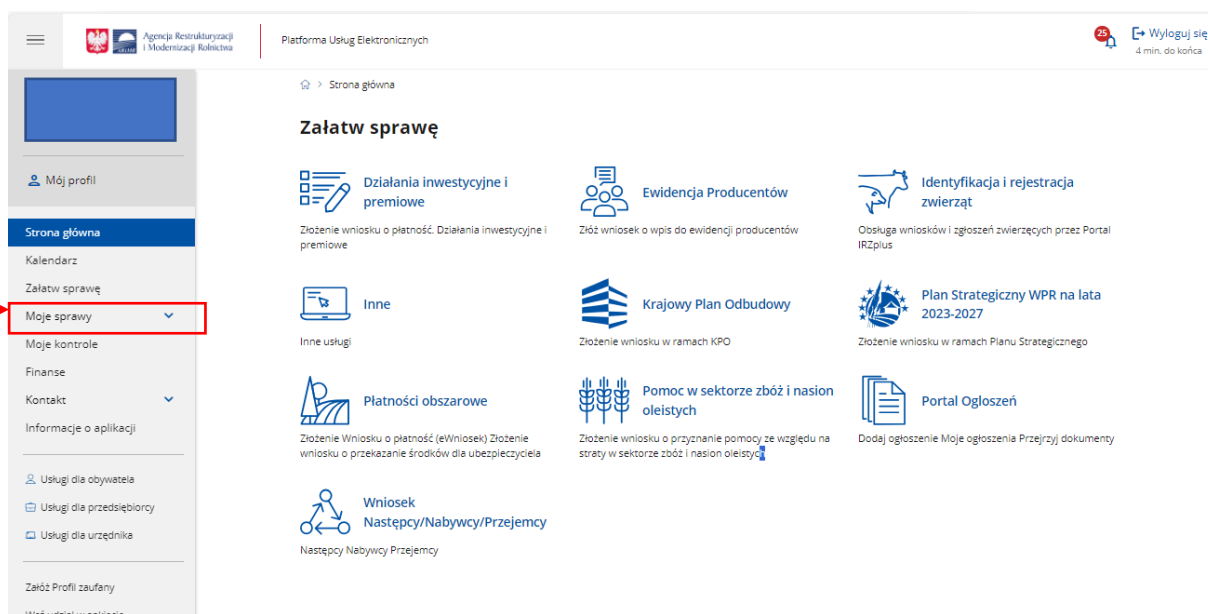 Agencja Restrukturyzacji
i Modernizacji Rolnictwa
Platforma Usług Elektronicznych
25
Wyloguj się
4 min. do końca
Mój profil
Strona główna
Kalendarz
Załatw sprawę
Moje sprawy
Moje kontrole
Finanse
Kontakt
Informacje o aplikacji
Usługi dla obywatela
Usługi dla przedsiębiorcy
Usługi dla urzędnika
Załóż Profil zaufany
Strona główna
Załatw sprawę
Działania inwestycyjne i
premiowe
Złożenie wniosku o płatność. Działania inwestycyjne i
premiowe
Ewidencja Producentów
Złóż wniosek o wpis do ewidencji producentów
Identyfikacja i rejestracja
zwierząt
Obsługa wniosków i zgłoszeń zwierzęcych przez Portal
IRZplus
Inne
Inne usługi
Krajowy Plan Odbudowy
Złożenie wniosku w ramach KPO
Plan Strategiczny WPR na lata
2023-2027
Złożenie wniosku w ramach Planu Strategicznego
Płatności obszarowe
Złożenie Wniosku o płatność (eWniosek) Złożenie
wniosku o przekazanie środków dla ubezpieczyciela
Pomoc w sektorze zbóż i nasion
oleistych
Złożenie wniosku o przyznanie pomocy ze względu na
straty w sektorze zbóż i nasion oleistych
Portal Ogloszeń
Dodaj ogłoszenie Moje ogłoszenia Przejrzyj dokumenty
Wniosek
Następcy/Nabywcy/Przejemcy
Następcy Nabywcy Przejemcy